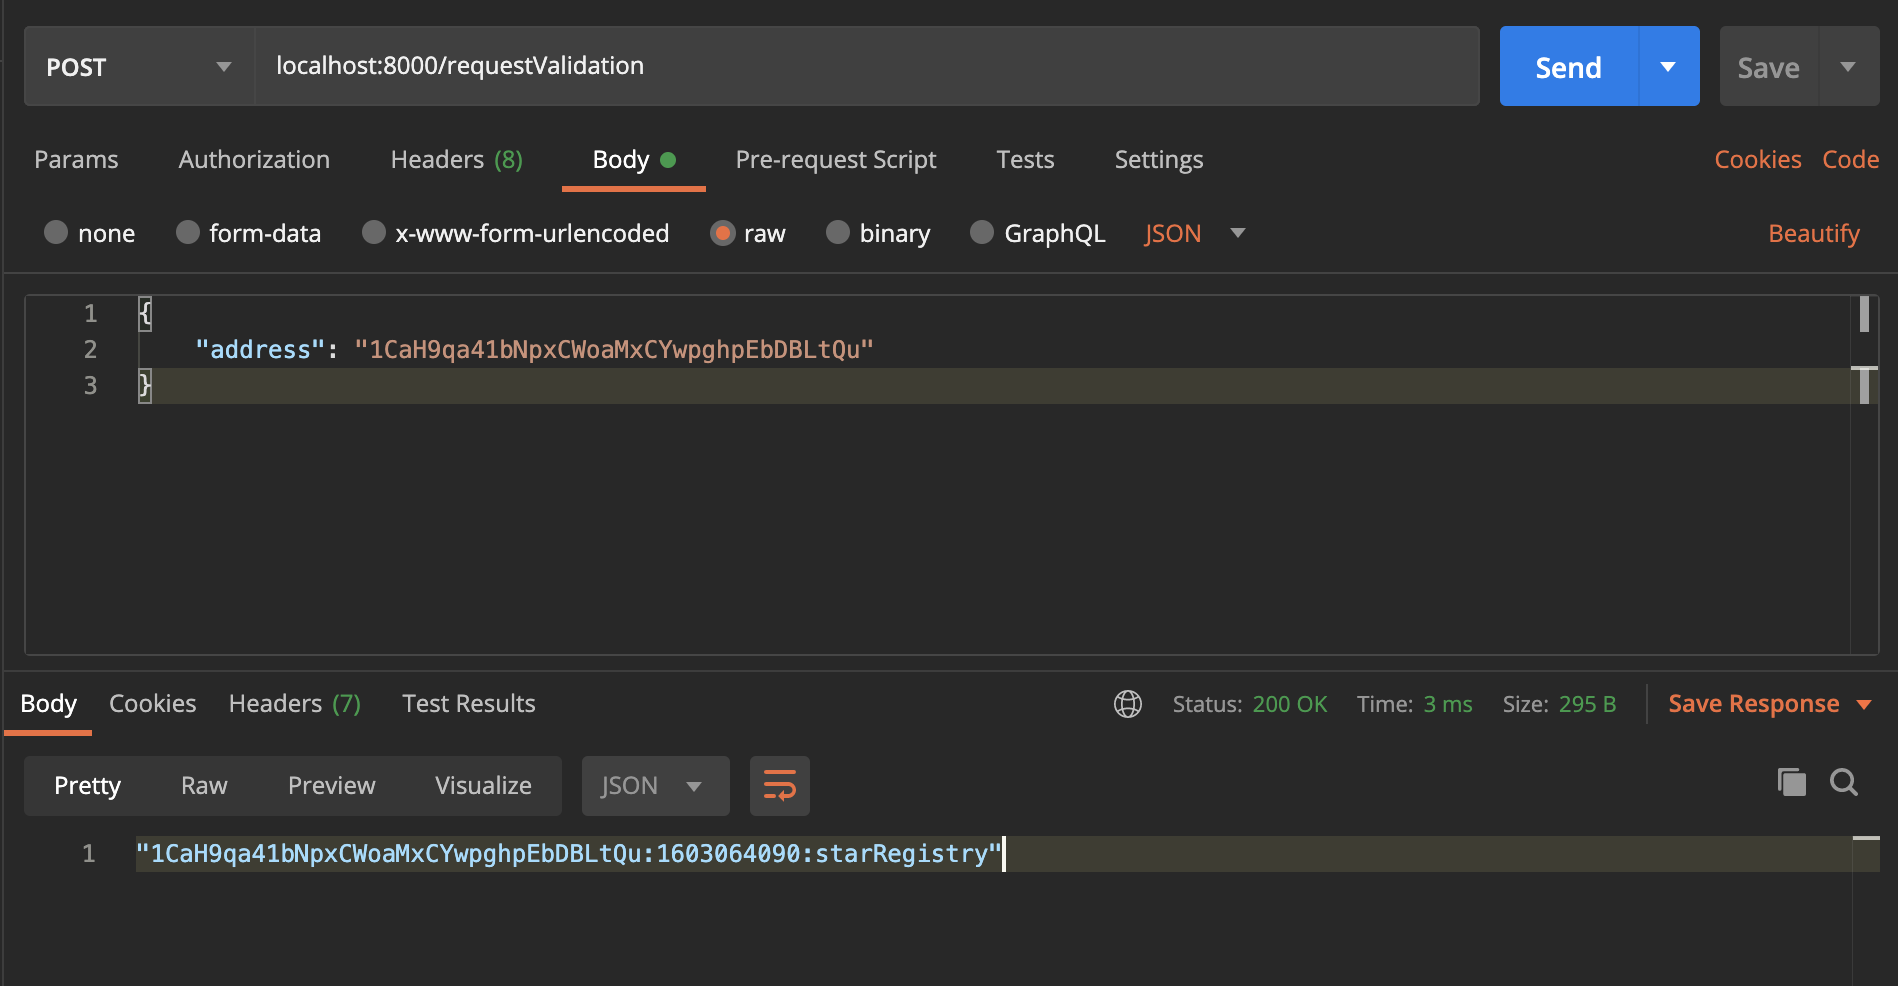 POST localhost:8000/requestValidation Send Save
Params Authorization Headers (8) Body Pre-request Script Tests Settings Cookies Code
none form-data x-www-form-urlencoded raw binary GraphQL JSON Beautify
1 {
2 "address": "1CaH9qa41bNpxCWoaMxCYwpghpEbDBLtQu"
3 }
Body Cookies Headers (7) Test Results Status: 200 OK Time: 3 ms Size: 295 B Save Response
Pretty Raw Preview Visualize JSON
1 "1CaH9qa41bNpxCWoaMxCYwpghpEbDBLtQu:1603064090:starRegistry"